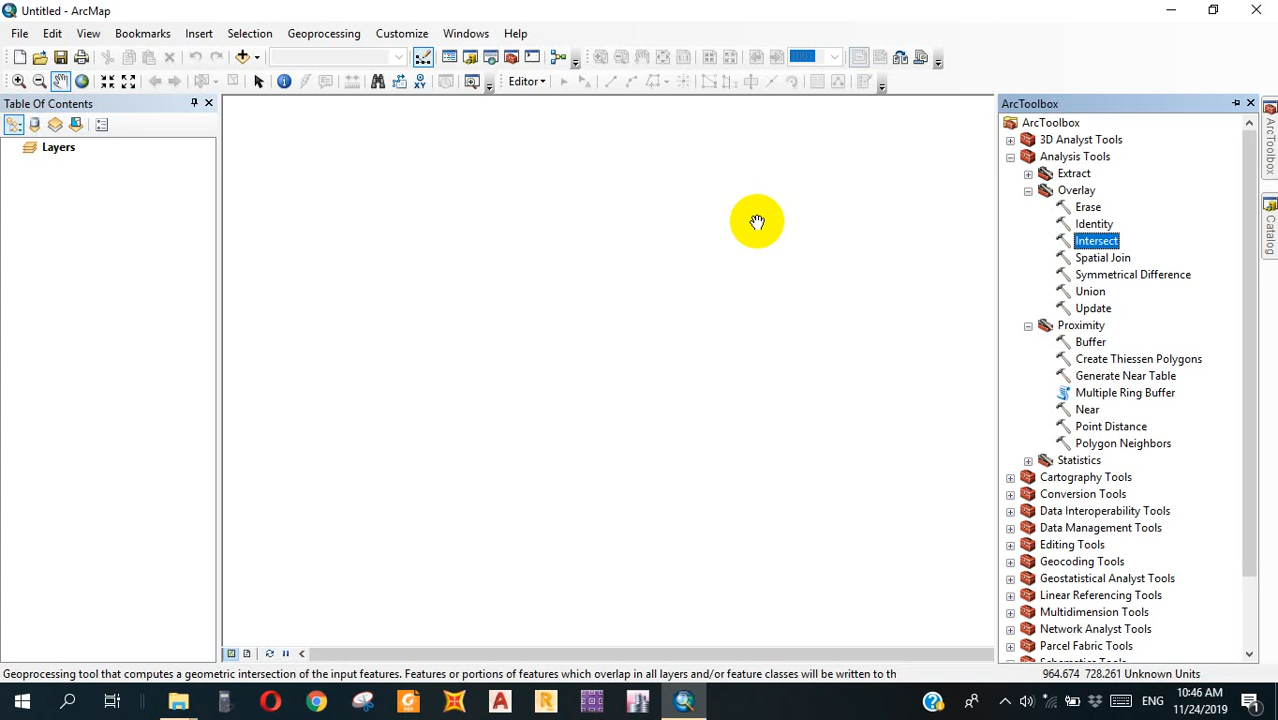 Untitled - ArcMap
File Edit View Bookmarks Insert Selection Geoprocessing Customize Windows Help
100%
Editor
Table Of Contents
Layers
ArcToolbox
ArcToolbox
3D Analyst Tools
Analysis Tools
Extract
Overlay
Erase
Identity
Intersect
Spatial Join
Symmetrical Difference
Union
Update
Proximity
Buffer
Create Thiessen Polygons
Generate Near Table
Multiple Ring Buffer
Near
Point Distance
Polygon Neighbors
Statistics
Cartography Tools
Conversion Tools
Data Interoperability Tools
Data Management Tools
Editing Tools
Geocoding Tools
Geostatistical Analyst Tools
Linear Referencing Tools
Multidimension Tools
Network Analyst Tools
Parcel Fabric Tools
ArcToolbox
Catalog
Geoprocessing tool that computes a geometric intersection of the input features. Features or portions of features which overlap in all layers and/or feature classes will be written to th
964.674 728.261 Unknown Units
ENG
10:46 AM
11/24/2019